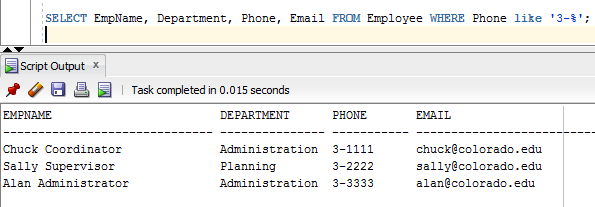 SELECT EmpName, Department, Phone, Email FROM Employee WHERE Phone like '3-%';
Script Output x
Task completed in 0.015 seconds
EMPNAME DEPARTMENT PHONE EMAIL
------------------------------ -------------- ---------- ------------------------
Chuck Coordinator Administration 3-1111 chuck@colorado.edu
Sally Supervisor Planning 3-2222 sally@colorado.edu
Alan Administrator Administration 3-3333 alan@colorado.edu